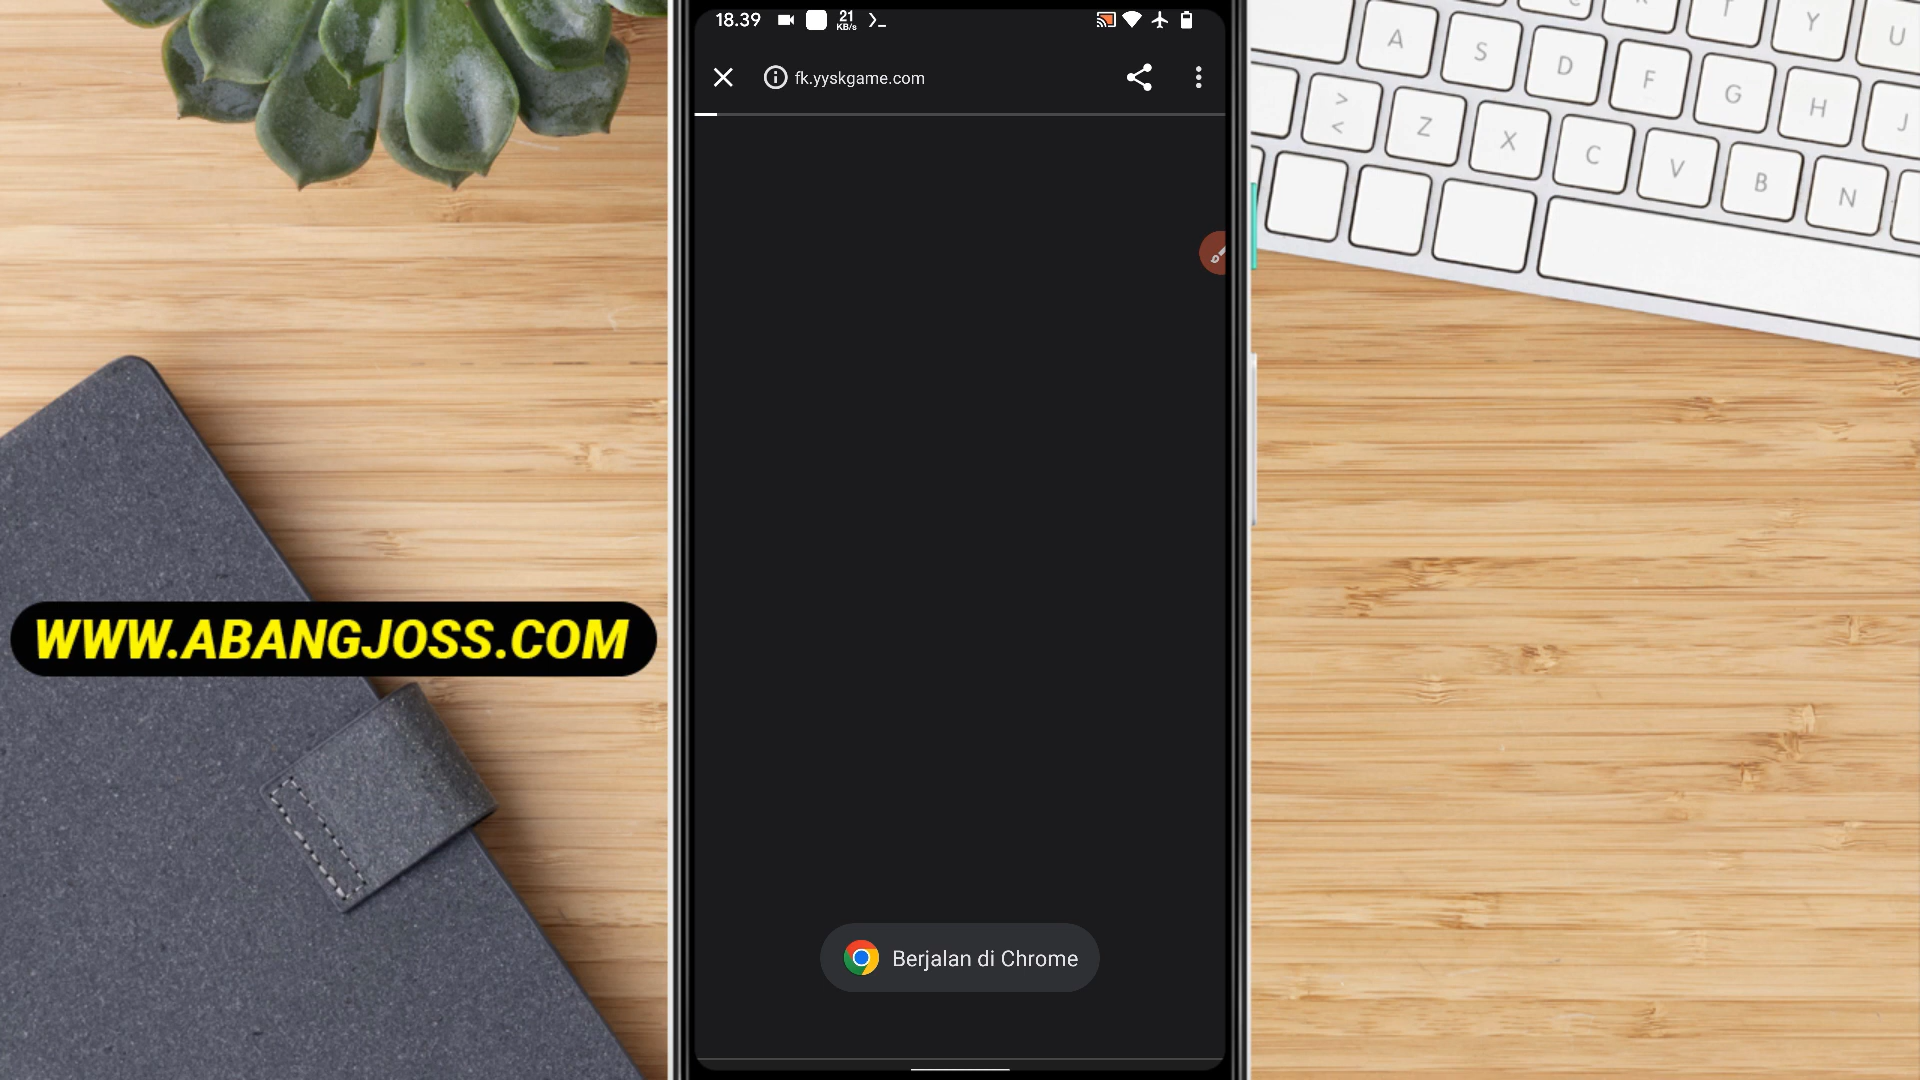 18.39
21
KB/s
fk.yyskgame.com
WWW.ABANGJOSS.COM
Berjalan di Chrome
T
Y
U
A
S
D
F
G
H
J
>
<
Z
X
C
V
B
N